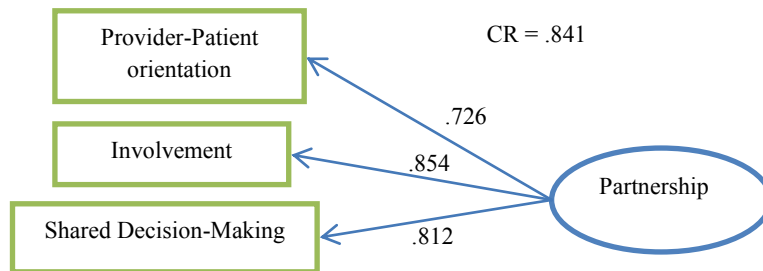 Provider-Patient
orientation
CR = .841
.726
Involvement
.854
Partnership
Shared Decision-Making
.812